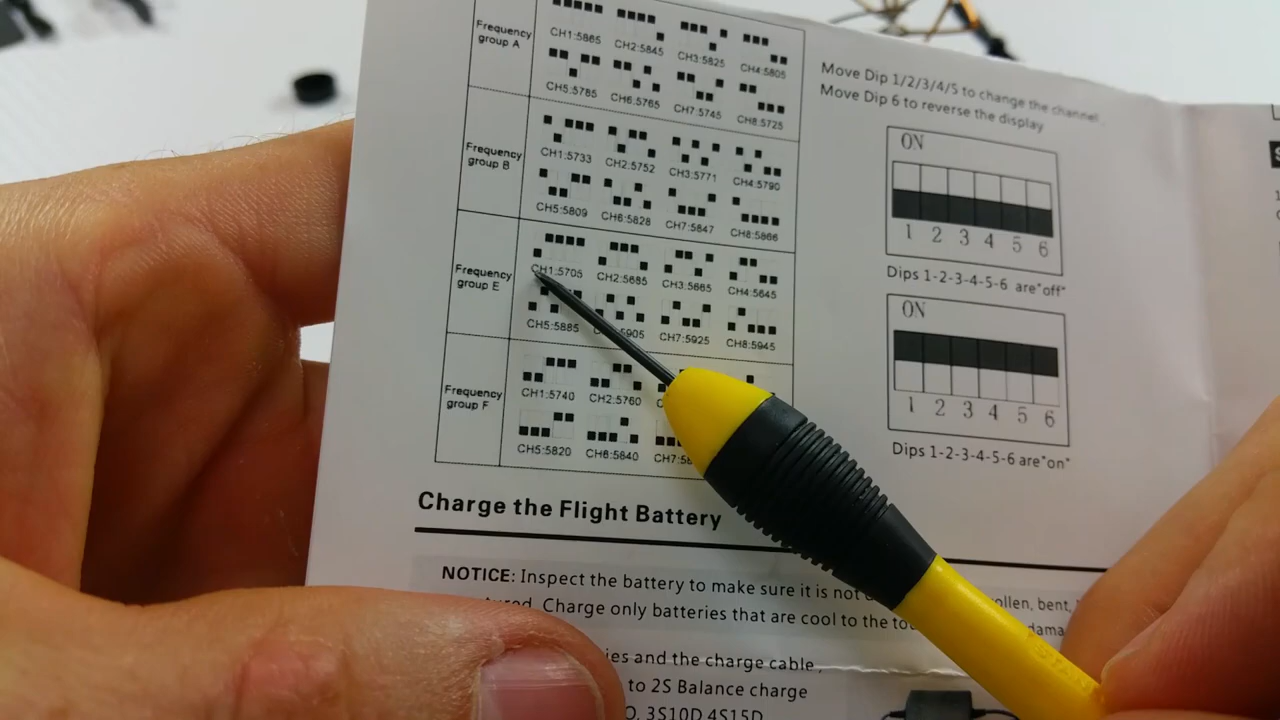 Frequency
group A
CH1:5865 CH2:5845 CH3:5825 CH4:5805
CH5:5785 CH6:5765 CH7:5745 CH8:5725
Frequency
group B
CH1:5733 CH2:5752 CH3:5771 CH4:5790
CH5:5809 CH6:5828 CH7:5847 CH8:5866
Frequency
group E
CH1:5705 CH2:5685 CH3:5665 CH4:5645
CH5:5885 5905 CH7:5925 CH8:5945
Frequency
group F
CH1:5740 CH2:5760
CH5:5820 CH6:5840
Move Dip 1/2/3/4/5 to change the channel
Move Dip 6 to reverse the display
ON
1 2 3 4 5 6
Dips 1-2-3-4-5-6 are"off"
ON
1 2 3 4 5 6
Dips 1-2-3-4-5-6 are"on"
Charge the Flight Battery
NOTICE: Inspect the battery to make sure it is not bent,
Charge only batteries that are cool to the
and the charge cable,
to 2S Balance charge
3S10D 4S15D